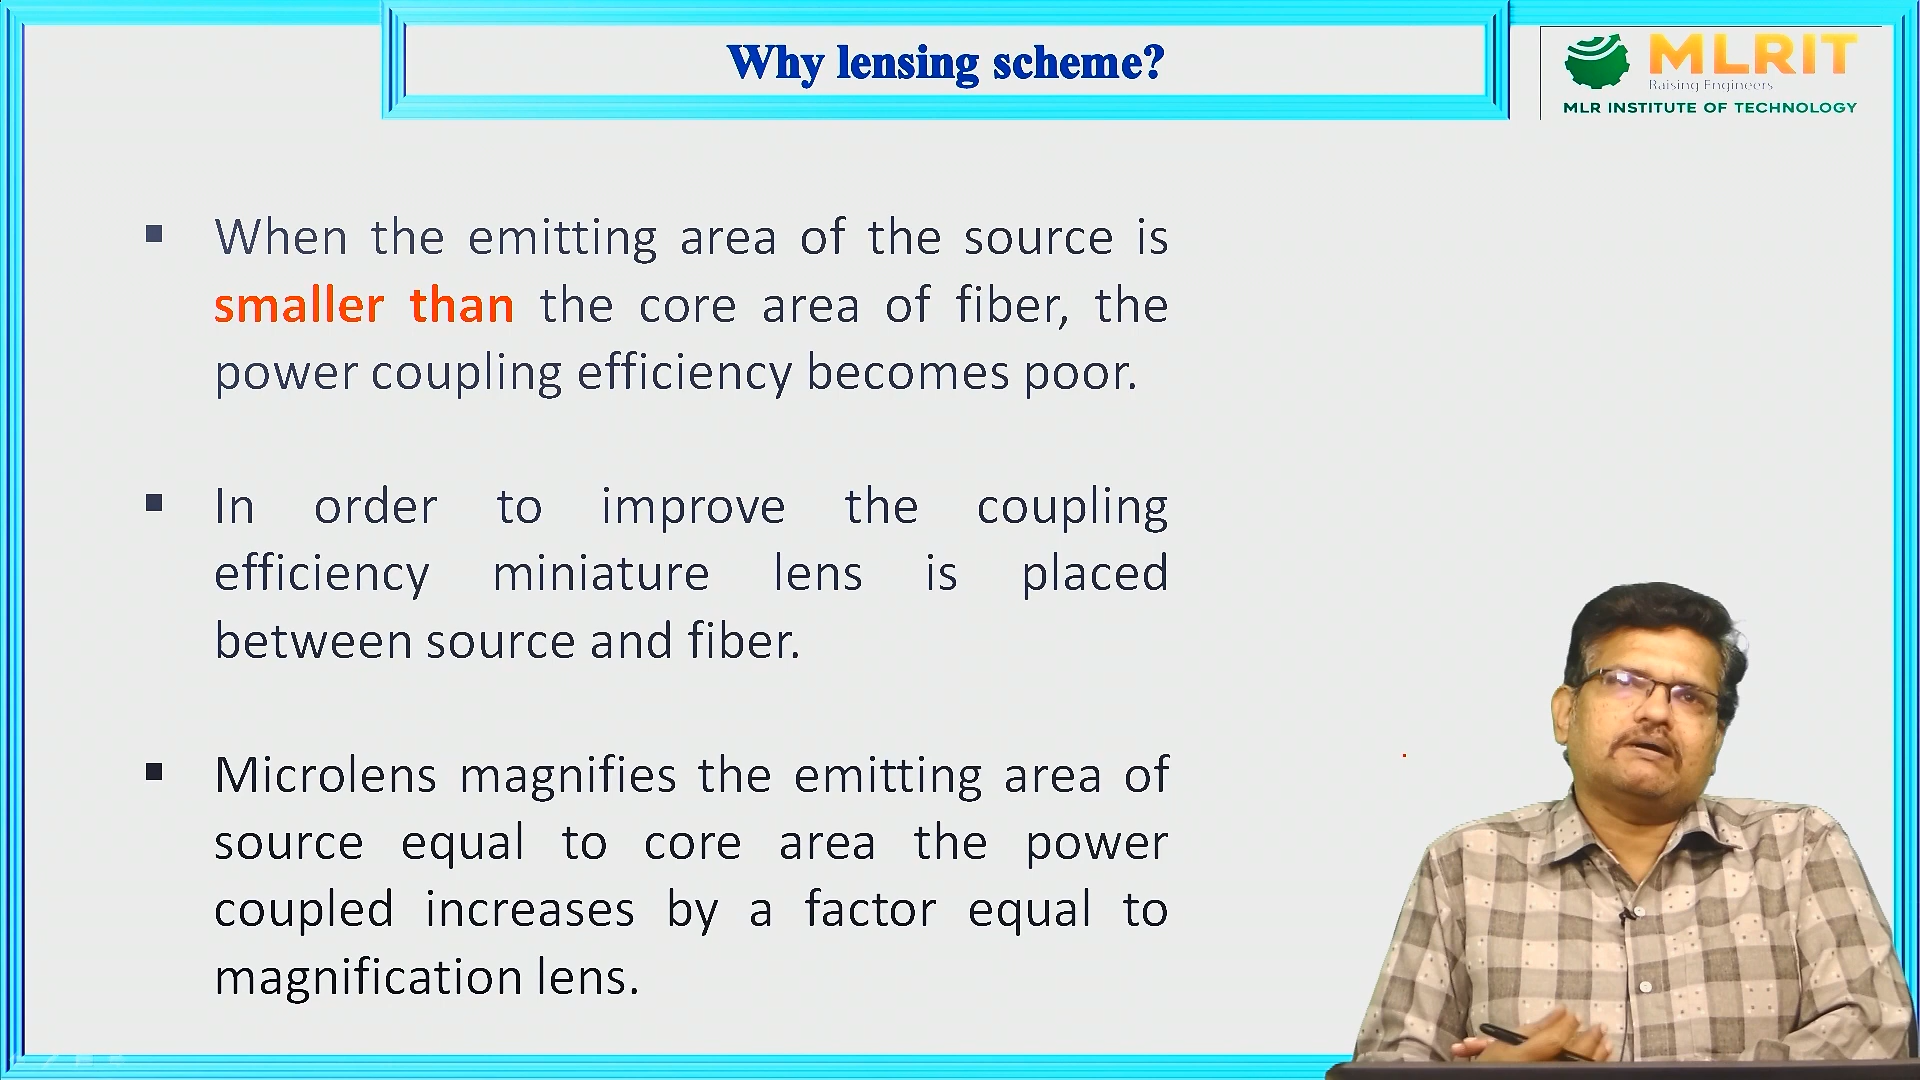 Why lensing scheme?
MLRIT
Raising Engineers
MLR INSTITUTE OF TECHNOLOGY
▪ When the emitting area of the source is
smaller than the core area of fiber, the
power coupling efficiency becomes poor.
▪ In order to improve the coupling
efficiency miniature lens is placed
between source and fiber.
▪ Microlens magnifies the emitting area of
source equal to core area the power
coupled increases by a factor equal to
magnification lens.